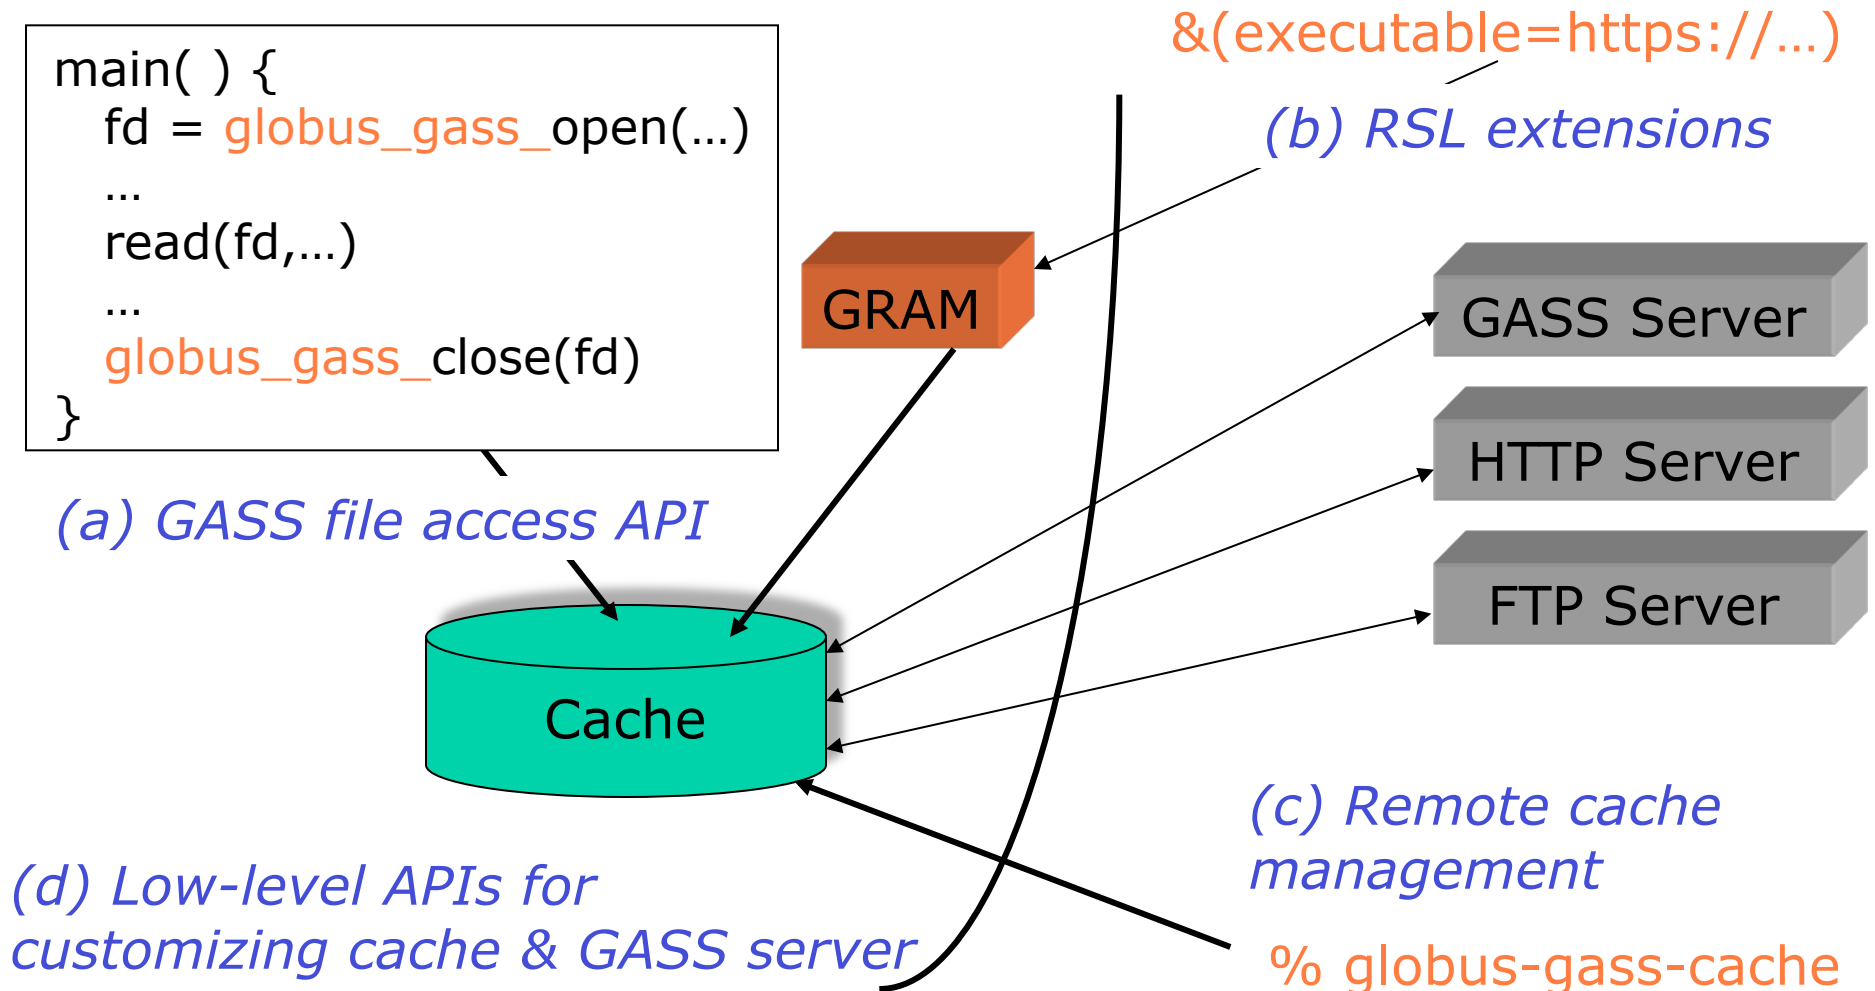 main( ) {
fd = globus_gass_open(…)
…
read(fd,…)
…
globus_gass_close(fd)
}
&(executable=https://…)
(b) RSL extensions
GRAM
GASS Server
HTTP Server
FTP Server
(a) GASS file access API
Cache
(c) Remote cache
management
(d) Low-level APIs for
customizing cache & GASS server
% globus-gass-cache